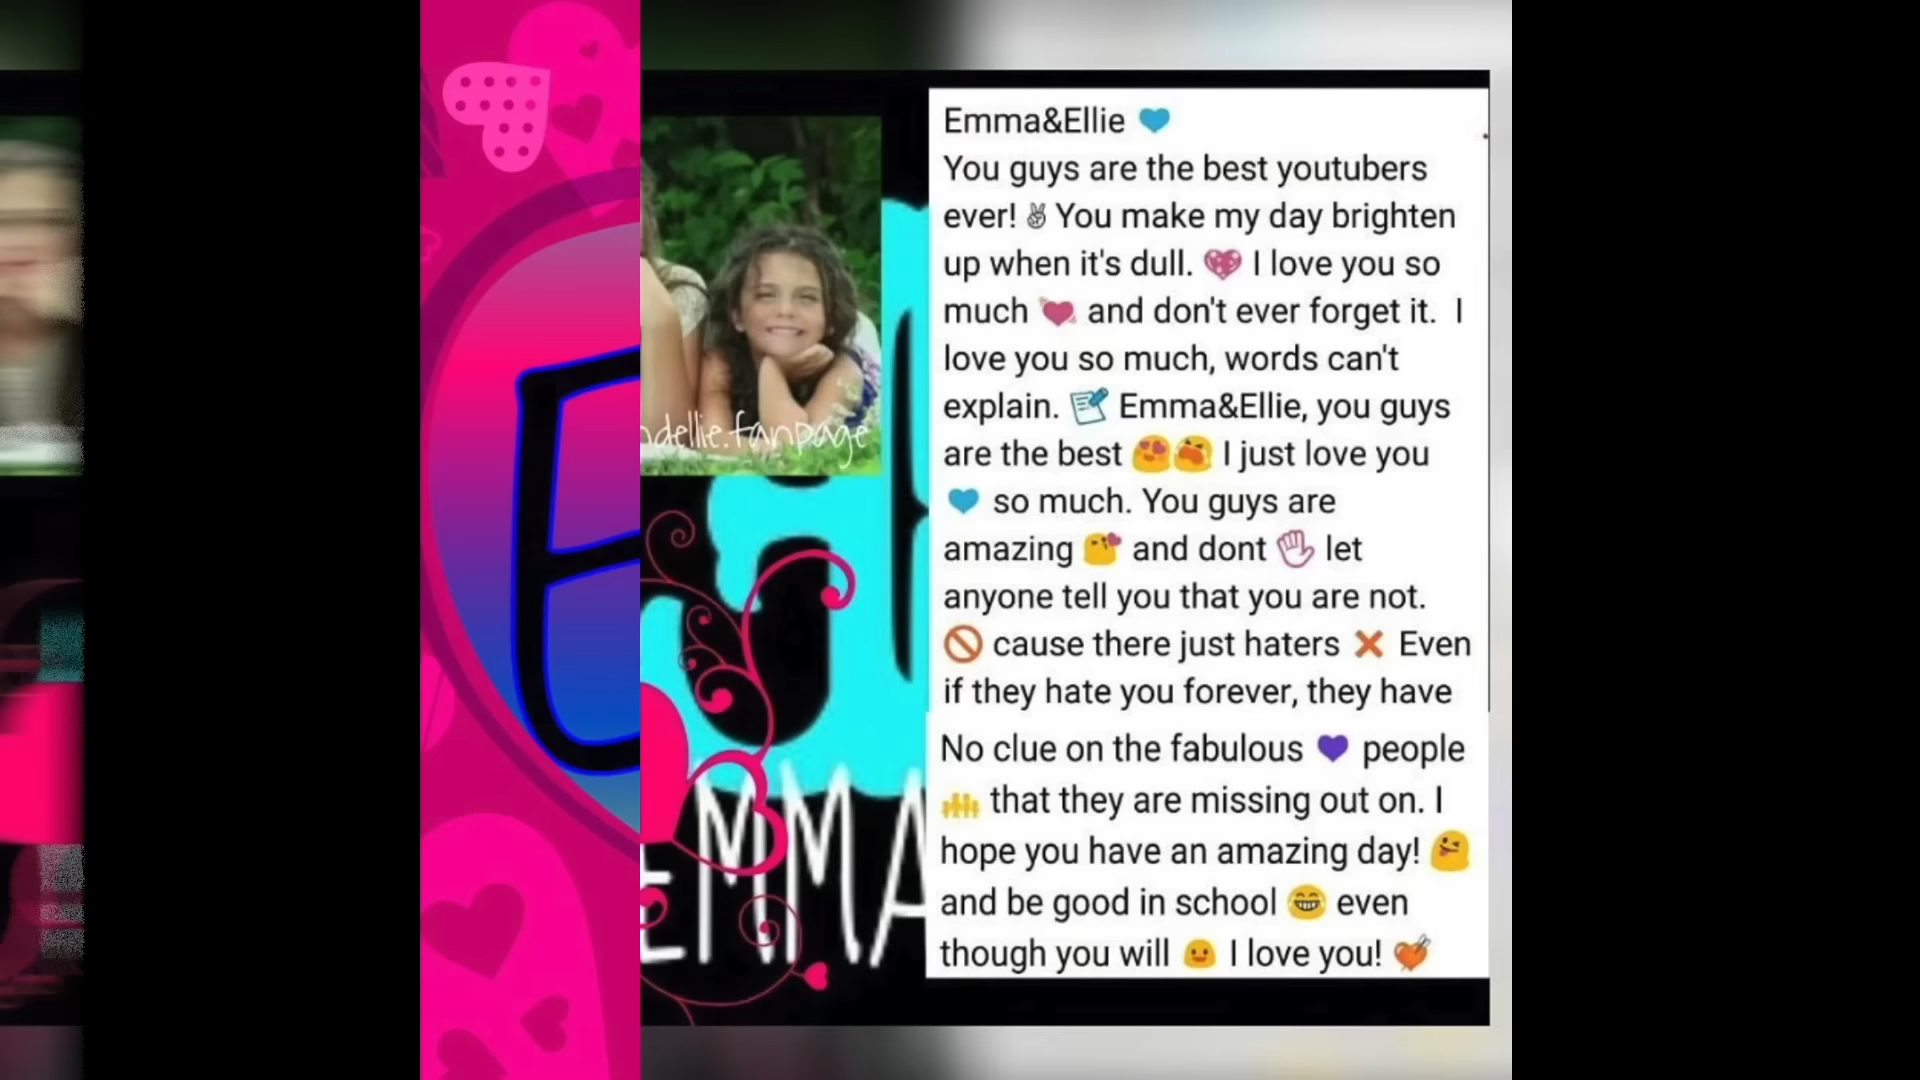 Emma&Ellie 💙
You guys are the best youtubers
ever! ✌ You make my day brighten
up when it's dull. 💖 I love you so
much 💘 and don't ever forget it. I
love you so much, words can't
explain. 📝 Emma&Ellie, you guys
are the best 😍😭 I just love you
💙 so much. You guys are
amazing 😘 and dont ✋ let
anyone tell you that you are not.
🚫 cause there just haters ❌ Even
if they hate you forever, they have
No clue on the fabulous 💜 people
👪 that they are missing out on. I
hope you have an amazing day! 😜
and be good in school 😂 even
though you will 🙂 I love you! 💘
ndellie.fanpage
E
EMMA